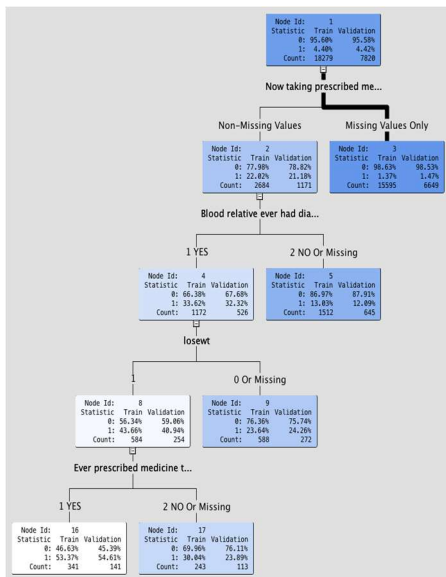 Node Id: 1
Statistic Train Validation
0: 95.60% 95.58%
1: 4.40% 4.42%
Count: 18279 7820
Now taking prescribed me...
Non-Missing Values Missing Values Only
Node Id: 2
Statistic Train Validation
0: 77.98% 78.82%
1: 22.02% 21.18%
Count: 2684 1171
Node Id: 3
Statistic Train Validation
0: 98.63% 98.53%
1: 1.37% 1.47%
Count: 15595 6649
Blood relative ever had dia...
1 YES 2 NO Or Missing
Node Id: 4
Statistic Train Validation
0: 66.38% 67.68%
1: 33.62% 32.32%
Count: 1172 526
Node Id: 5
Statistic Train Validation
0: 86.97% 87.91%
1: 13.03% 12.09%
Count: 1512 645
losewt
1 0 Or Missing
Node Id: 8
Statistic Train Validation
0: 56.34% 59.06%
1: 43.66% 40.94%
Count: 584 254
Node Id: 9
Statistic Train Validation
0: 76.36% 75.74%
1: 23.64% 24.26%
Count: 588 272
Ever prescribed medicine t...
1 YES 2 NO Or Missing
Node Id: 16
Statistic Train Validation
0: 46.63% 45.39%
1: 53.37% 54.61%
Count: 341 141
Node Id: 17
Statistic Train Validation
0: 69.96% 76.11%
1: 30.04% 23.89%
Count: 243 113